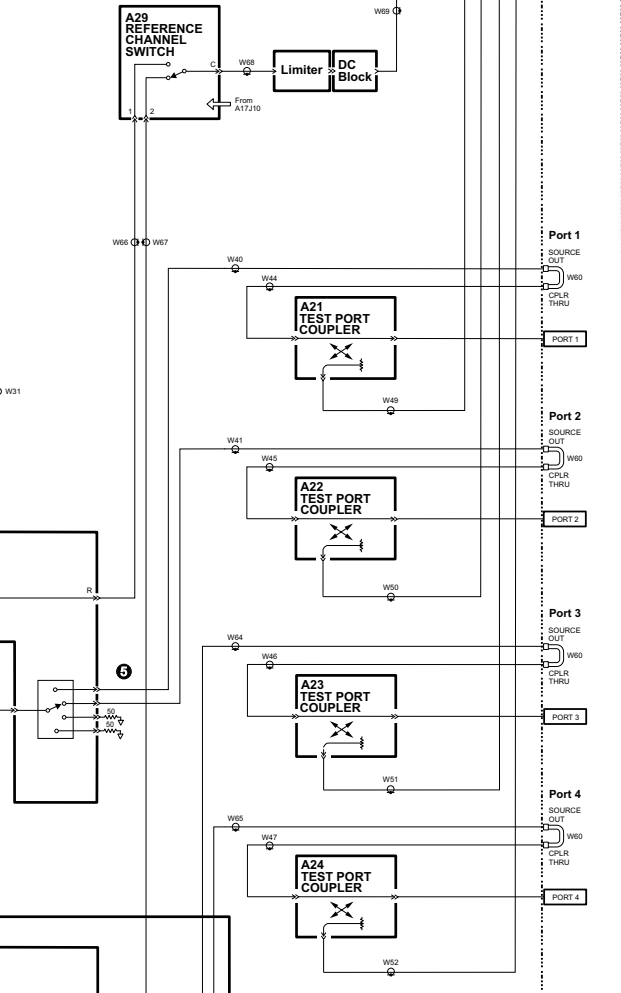 W69
A29
REFERENCE
CHANNEL
SWITCH
C
W68
Limiter
DC
Block
From
A17J10
1
2
W66
W67
Port 1
W40
SOURCE
OUT
W44
W60
CPLR
THRU
A21
TEST PORT
COUPLER
PORT 1
W31
W49
Port 2
W41
SOURCE
OUT
W45
W60
CPLR
THRU
A22
TEST PORT
COUPLER
PORT 2
R
W50
Port 3
W64
SOURCE
OUT
W46
W60
CPLR
THRU
5
A23
TEST PORT
COUPLER
50
50
PORT 3
W51
Port 4
W65
SOURCE
OUT
W47
W60
CPLR
THRU
A24
TEST PORT
COUPLER
PORT 4
W52